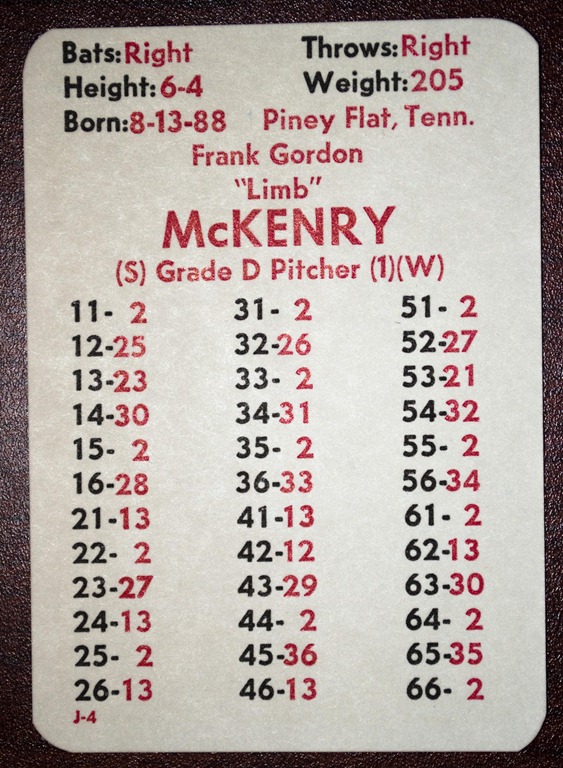 Bats:Right Throws:Right
Height:6-4 Weight:205
Born:8-13-88 Piney Flat, Tenn.
Frank Gordon
"Limb"
McKENRY
(S) Grade D Pitcher (1)(W)
11- 2 31- 2 51- 2
12-25 32-26 52-27
13-23 33- 2 53-21
14-30 34-31 54-32
15- 2 35- 2 55- 2
16-28 36-33 56-34
21-13 41-13 61- 2
22- 2 42-12 62-13
23-27 43-29 63-30
24-13 44- 2 64- 2
25- 2 45-36 65-35
26-13 46-13 66- 2
J-4